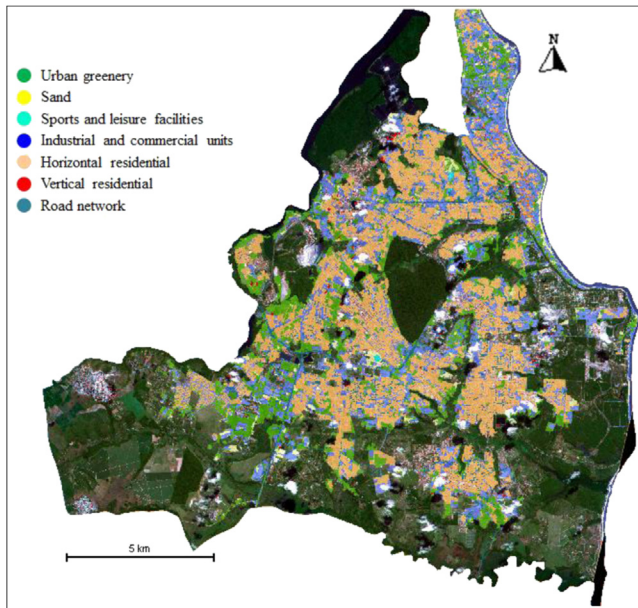 N
Urban greenery
Sand
Sports and leisure facilities
Industrial and commercial units
Horizontal residential
Vertical residential
Road network
5 km